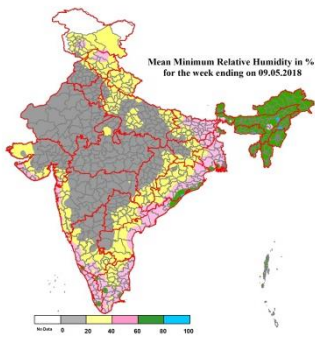 Mean Minimum Relative Humidity in %
for the week ending on 09.05.2018
No Data 0 20 40 60 80 100